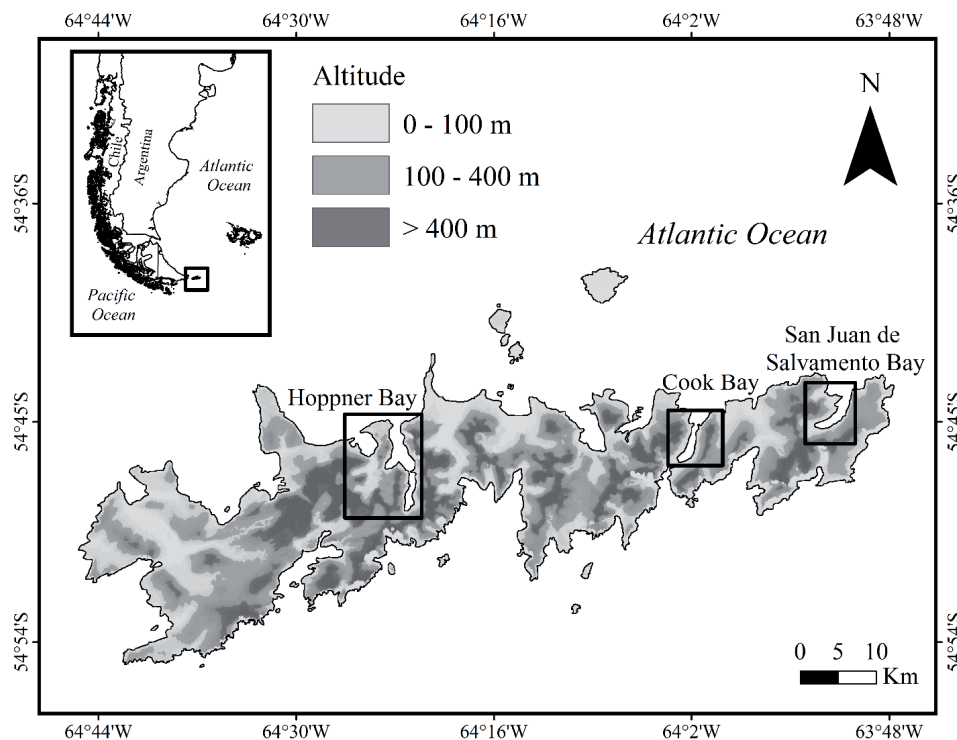 64°44'W 64°30'W 64°16'W 64°2'W 63°48'W
Chile
Argentina
Atlantic
Ocean
Pacific
Ocean
Altitude
0 - 100 m
100 - 400 m
> 400 m
N
54°36'S
54°36'S
Atlantic Ocean
San Juan de
Salvamento Bay
Hoppner Bay
Cook Bay
54°45'S
54°45'S
54°54'S
54°54'S
0 5 10
Km
64°44'W 64°30'W 64°16'W 64°2'W 63°48'W